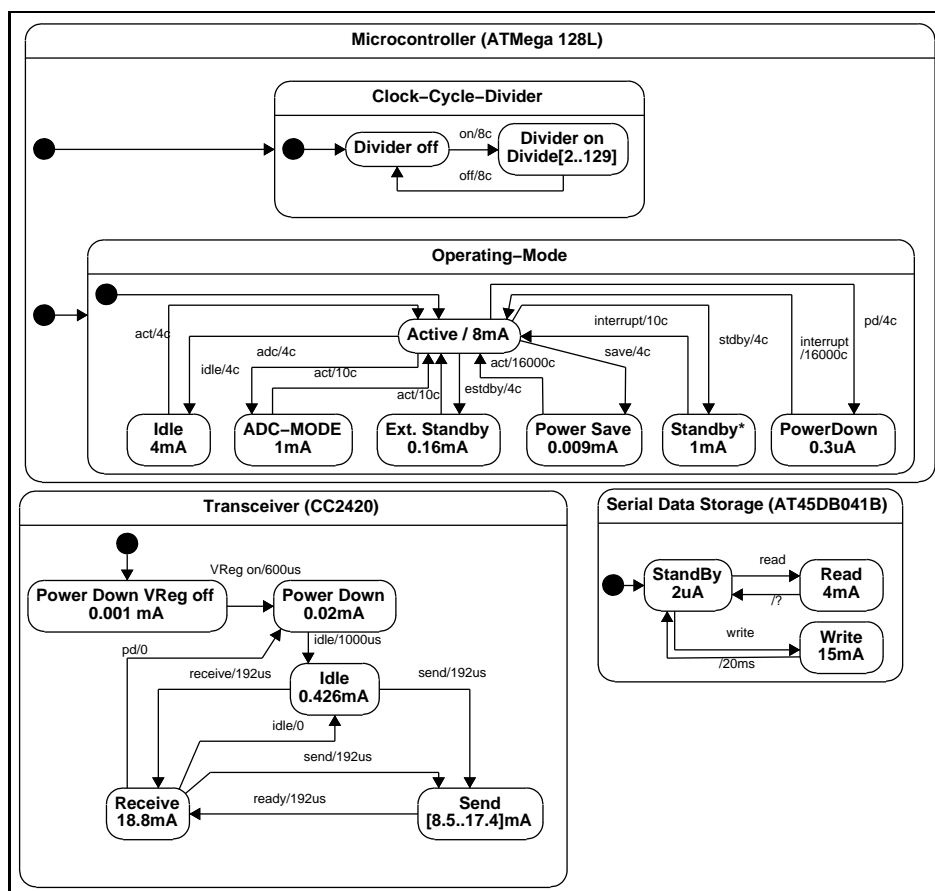 Microcontroller (ATMega 128L)
Clock−Cycle−Divider
Divider off
on/8c
Divider on
Divide[2..129]
off/8c
Operating−Mode
Active / 8mA
act/4c
idle/4c
adc/4c
act/10c
act/10c
estdby/4c
act/16000c
save/4c
interrupt/10c
stdby/4c
interrupt
/16000c
pd/4c
Idle
4mA
ADC−MODE
1mA
Ext. Standby
0.16mA
Power Save
0.009mA
Standby*
1mA
PowerDown
0.3uA
Transceiver (CC2420)
Power Down VReg off
0.001 mA
VReg on/600us
Power Down
0.02mA
idle/1000us
pd/0
receive/192us
Idle
0.426mA
send/192us
idle/0
send/192us
ready/192us
Receive
18.8mA
Send
[8.5..17.4]mA
Serial Data Storage (AT45DB041B)
StandBy
2uA
read
/?
Read
4mA
write
/20ms
Write
15mA